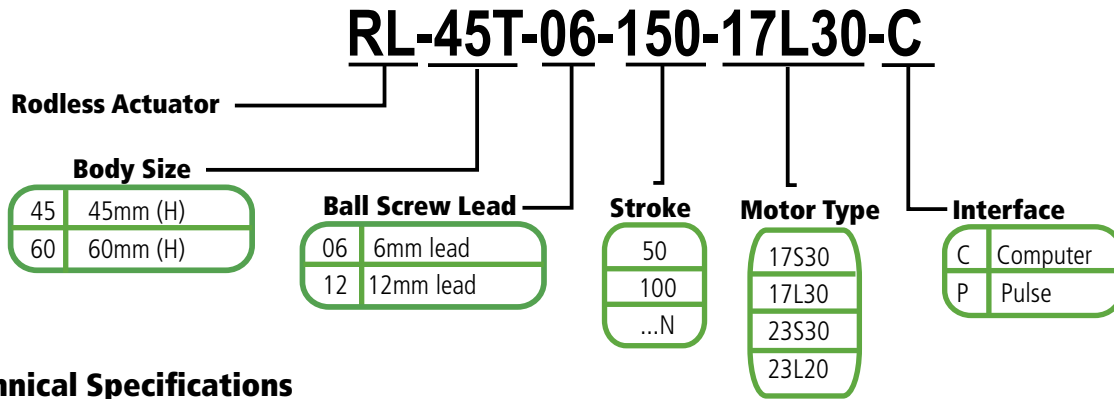 RL-45T-06-150-17L30-C
Rodless Actuator
Body Size
45 45mm (H)
60 60mm (H)
Ball Screw Lead
06 6mm lead
12 12mm lead
Stroke
50
100
...N
Motor Type
17S30
17L30
23S30
23L20
Interface
C Computer
P Pulse
Specifications